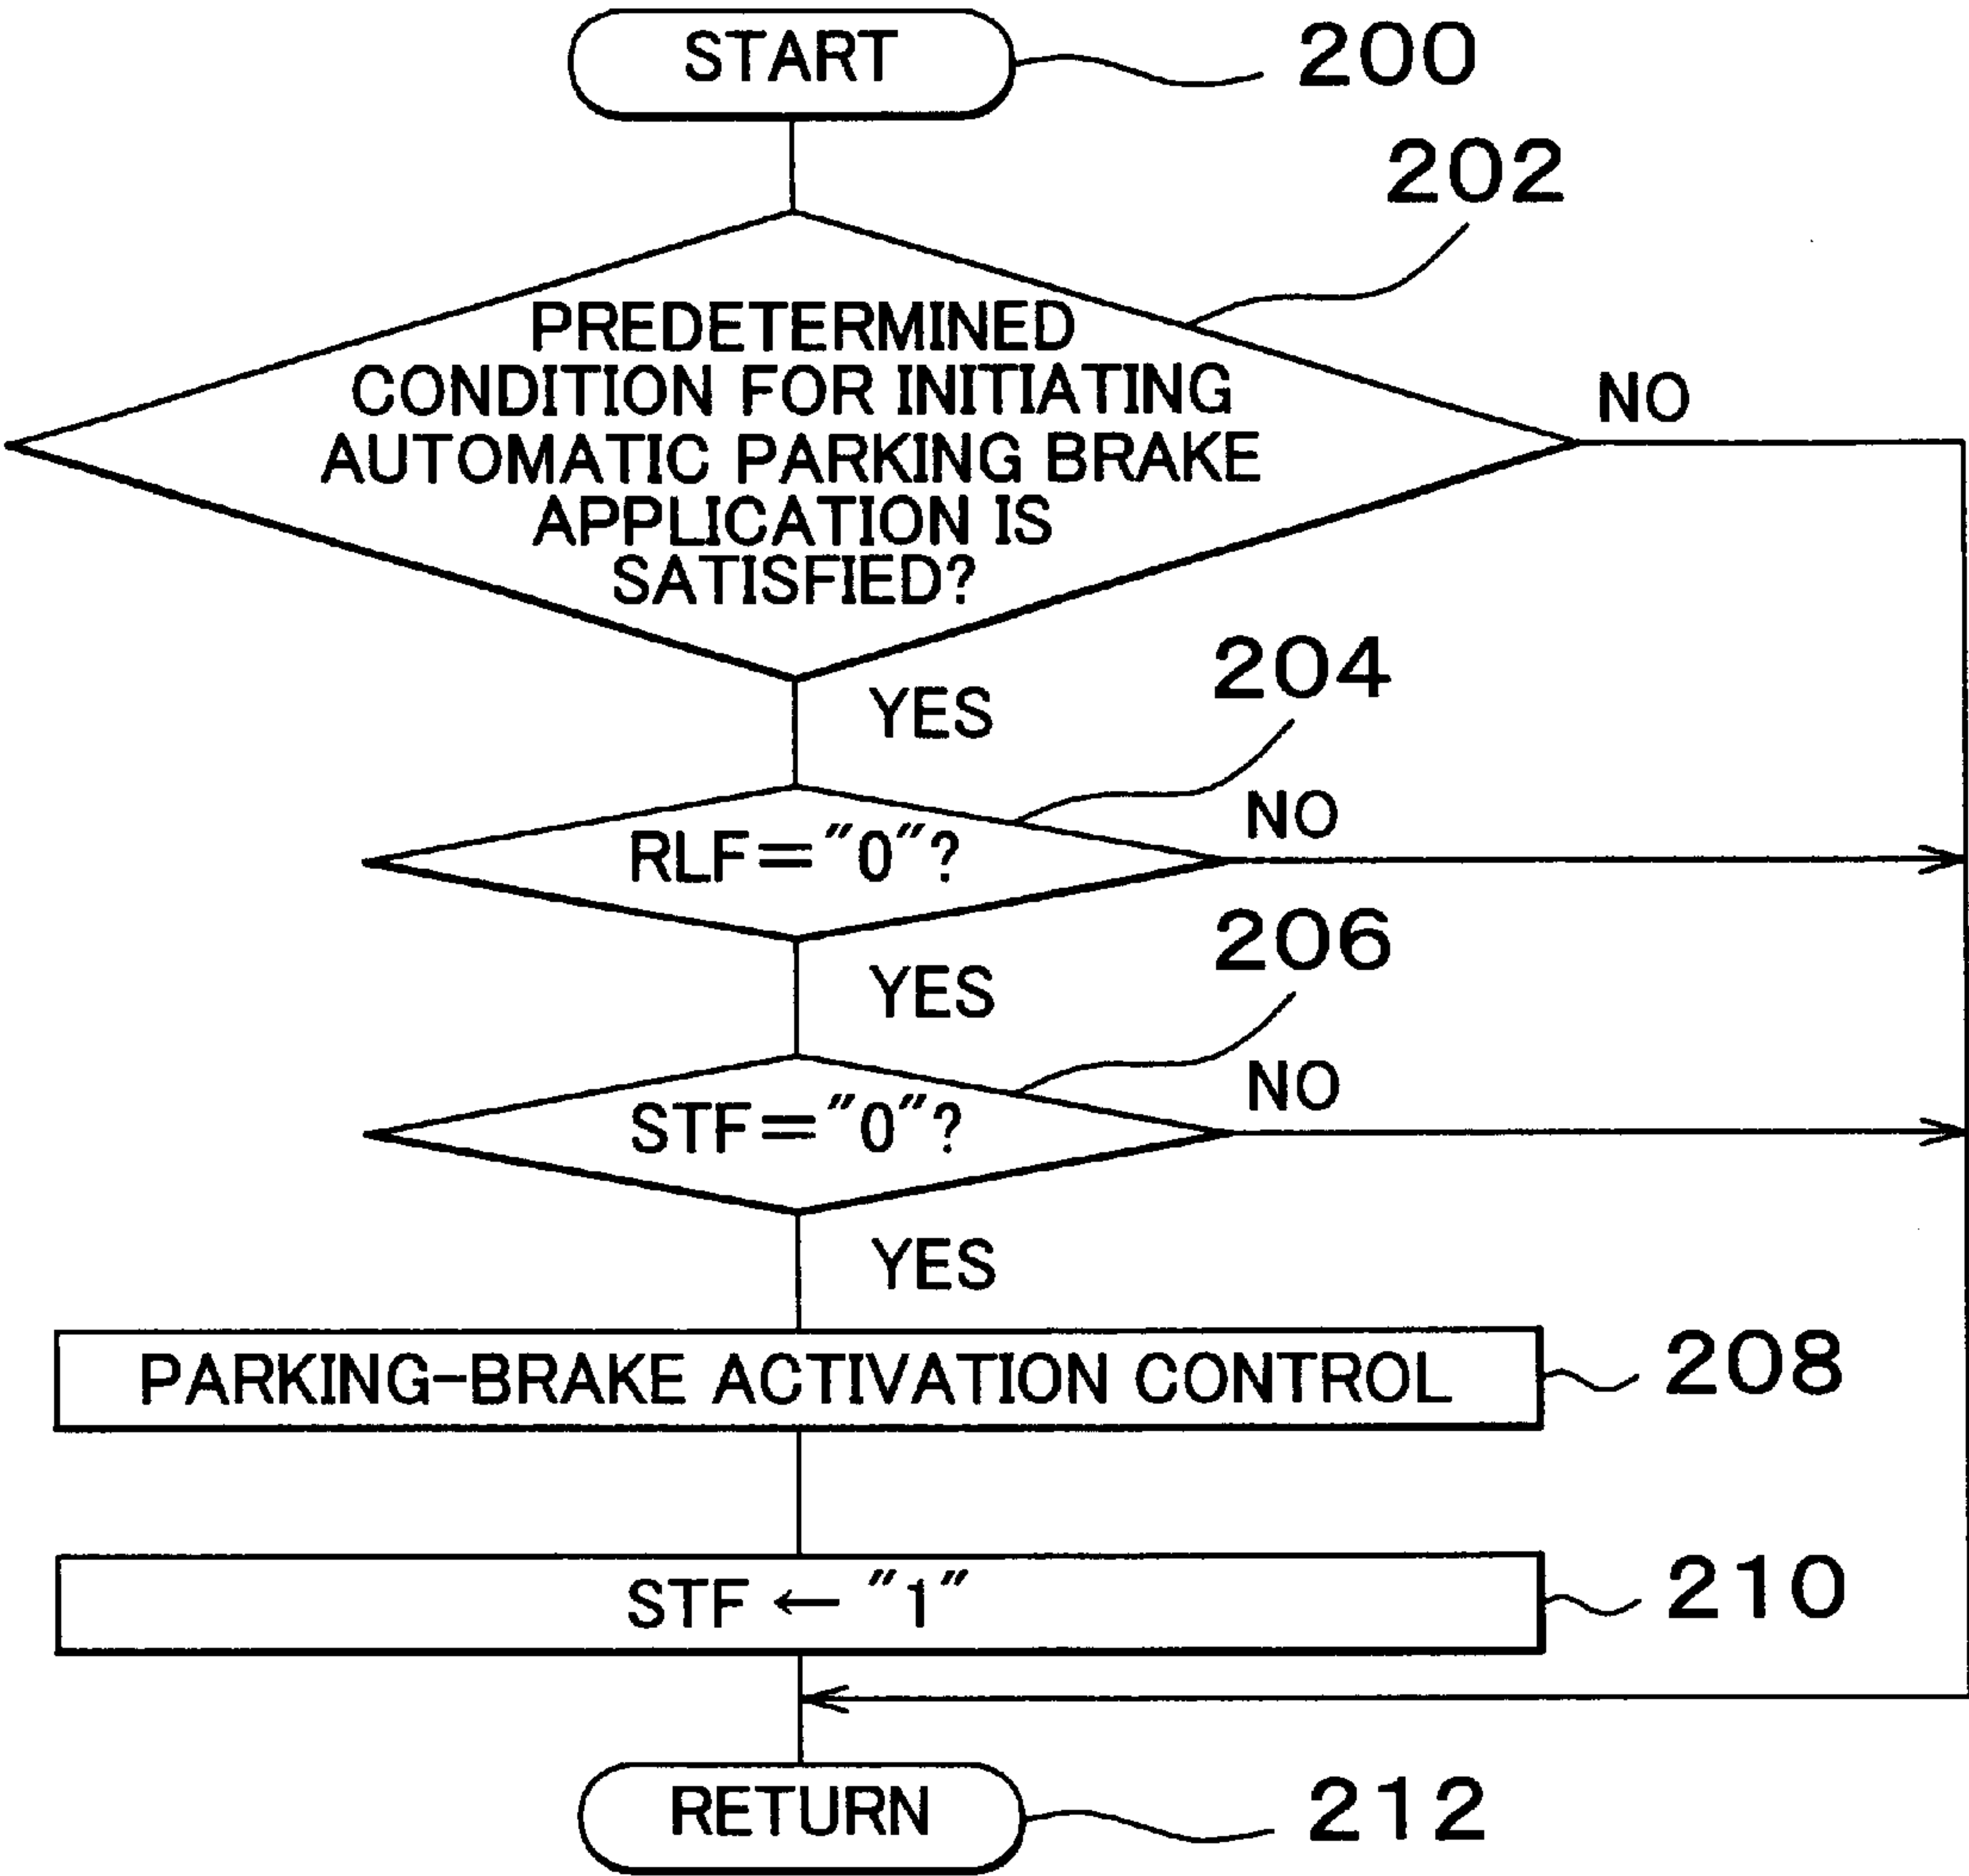 START
200
202
PREDETERMINED
CONDITION FOR INITIATING
AUTOMATIC PARKING BRAKE
APPLICATION IS
SATISFIED?
NO
YES
204
RLF="0"?
NO
YES
206
STF="0"?
NO
YES
PARKING-BRAKE ACTIVATION CONTROL
208
STF ← "1"
210
RETURN
212